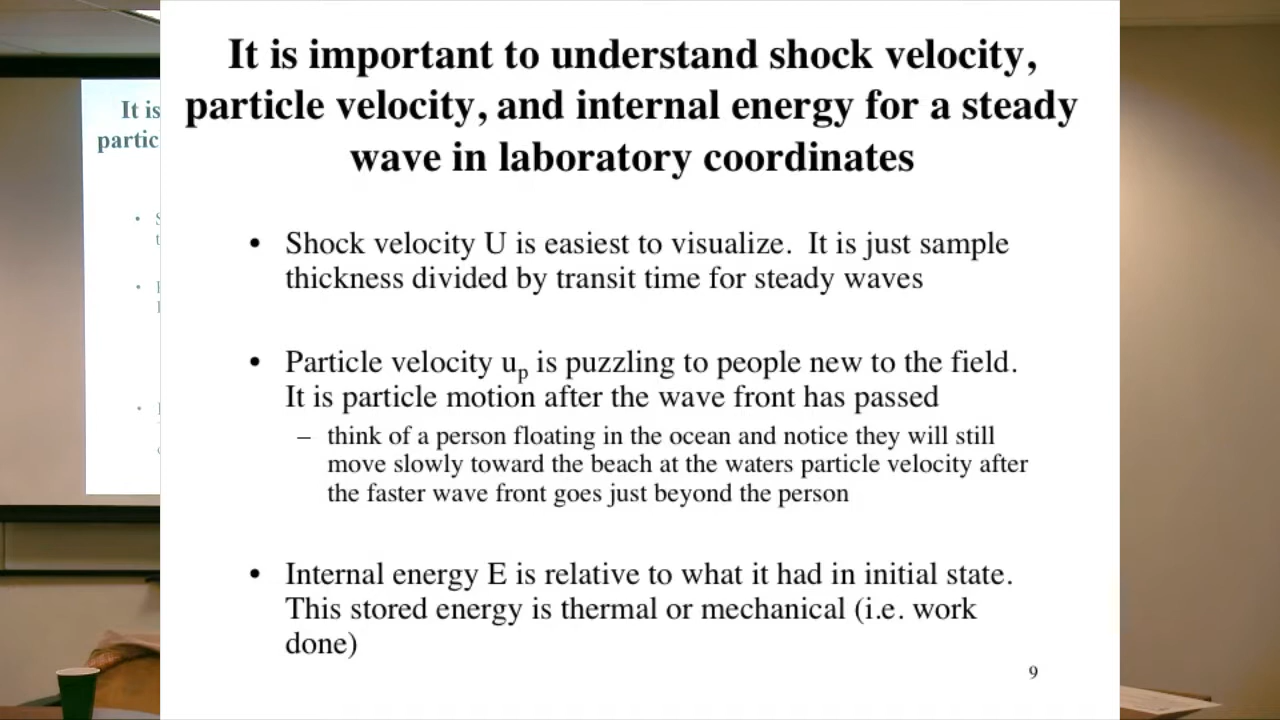 It is important to understand shock velocity,
particle velocity, and internal energy for a steady
wave in laboratory coordinates
• Shock velocity U is easiest to visualize. It is just sample
thickness divided by transit time for steady waves
• Particle velocity up is puzzling to people new to the field.
It is particle motion after the wave front has passed
– think of a person floating in the ocean and notice they will still
move slowly toward the beach at the waters particle velocity after
the faster wave front goes just beyond the person
• Internal energy E is relative to what it had in initial state.
This stored energy is thermal or mechanical (i.e. work
done)
9
It is
partic